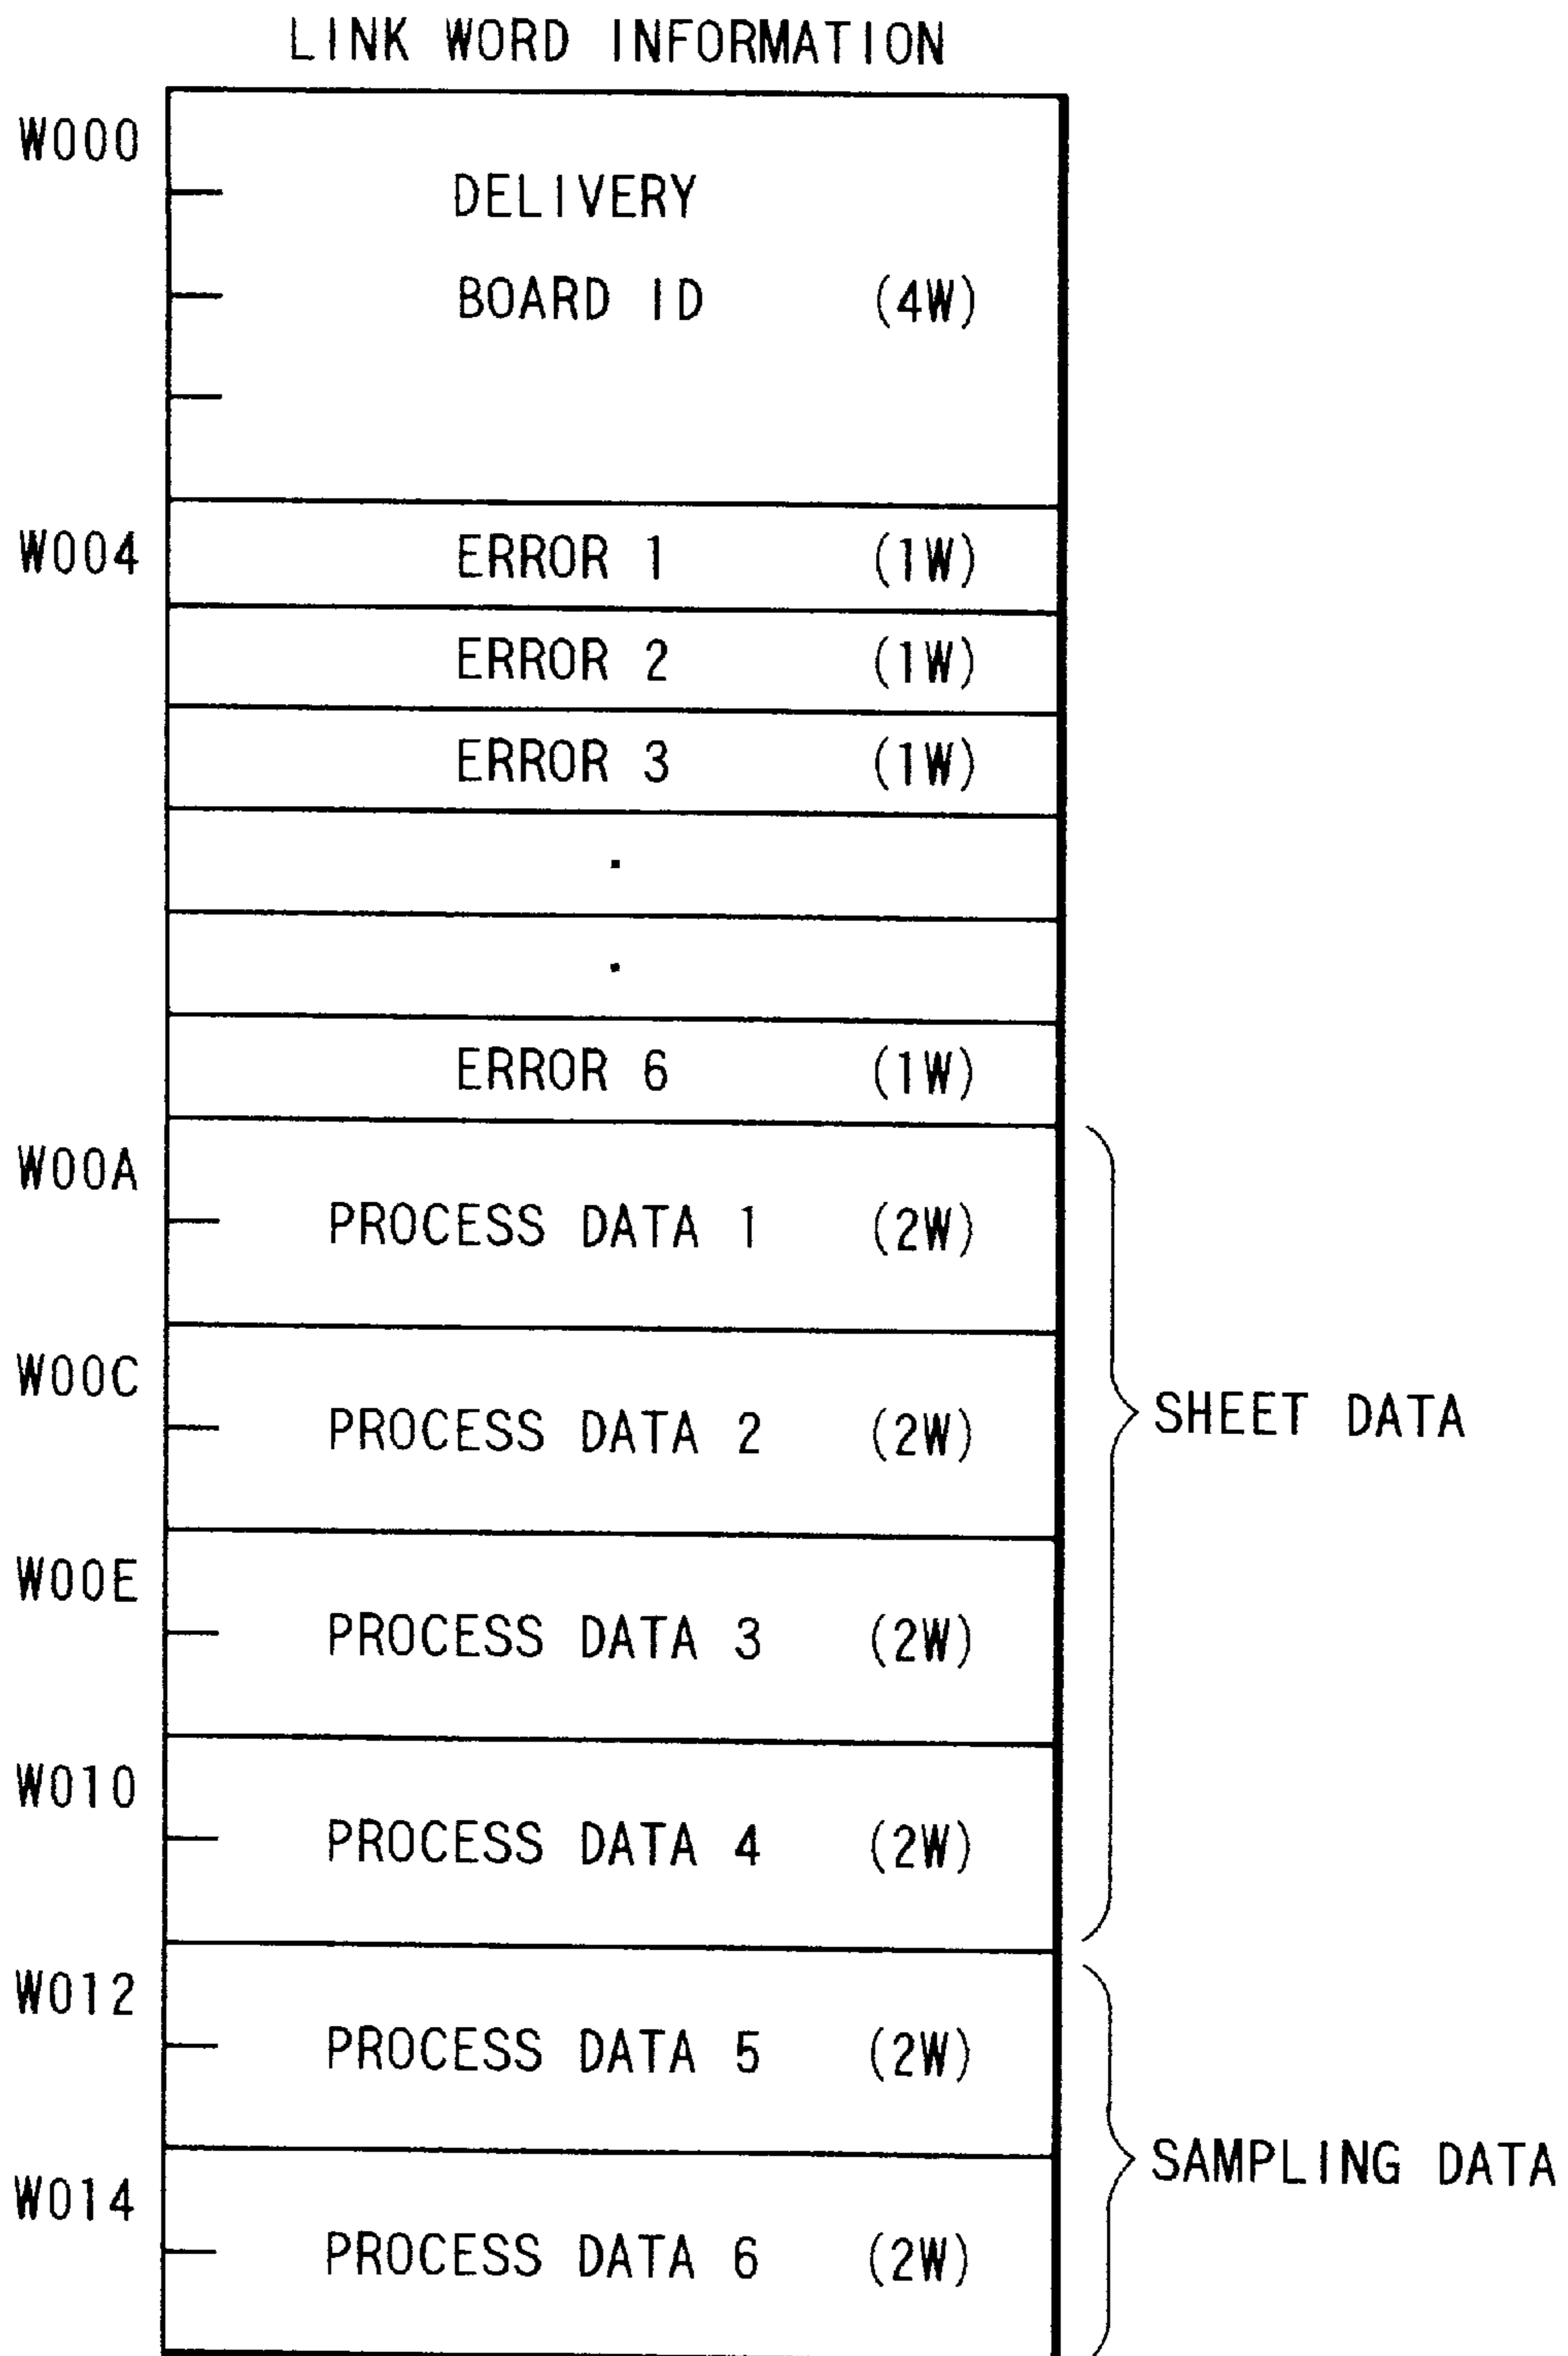 LINK WORD INFORMATION
W000
DELIVERY
BOARD ID (4W)
W004 ERROR 1 (1W)
ERROR 2 (1W)
ERROR 3 (1W)
.
.
ERROR 6 (1W)
W00A
PROCESS DATA 1 (2W)
W00C
PROCESS DATA 2 (2W)
SHEET DATA
W00E
PROCESS DATA 3 (2W)
W010
PROCESS DATA 4 (2W)
W012
PROCESS DATA 5 (2W)
SAMPLING DATA
W014
PROCESS DATA 6 (2W)